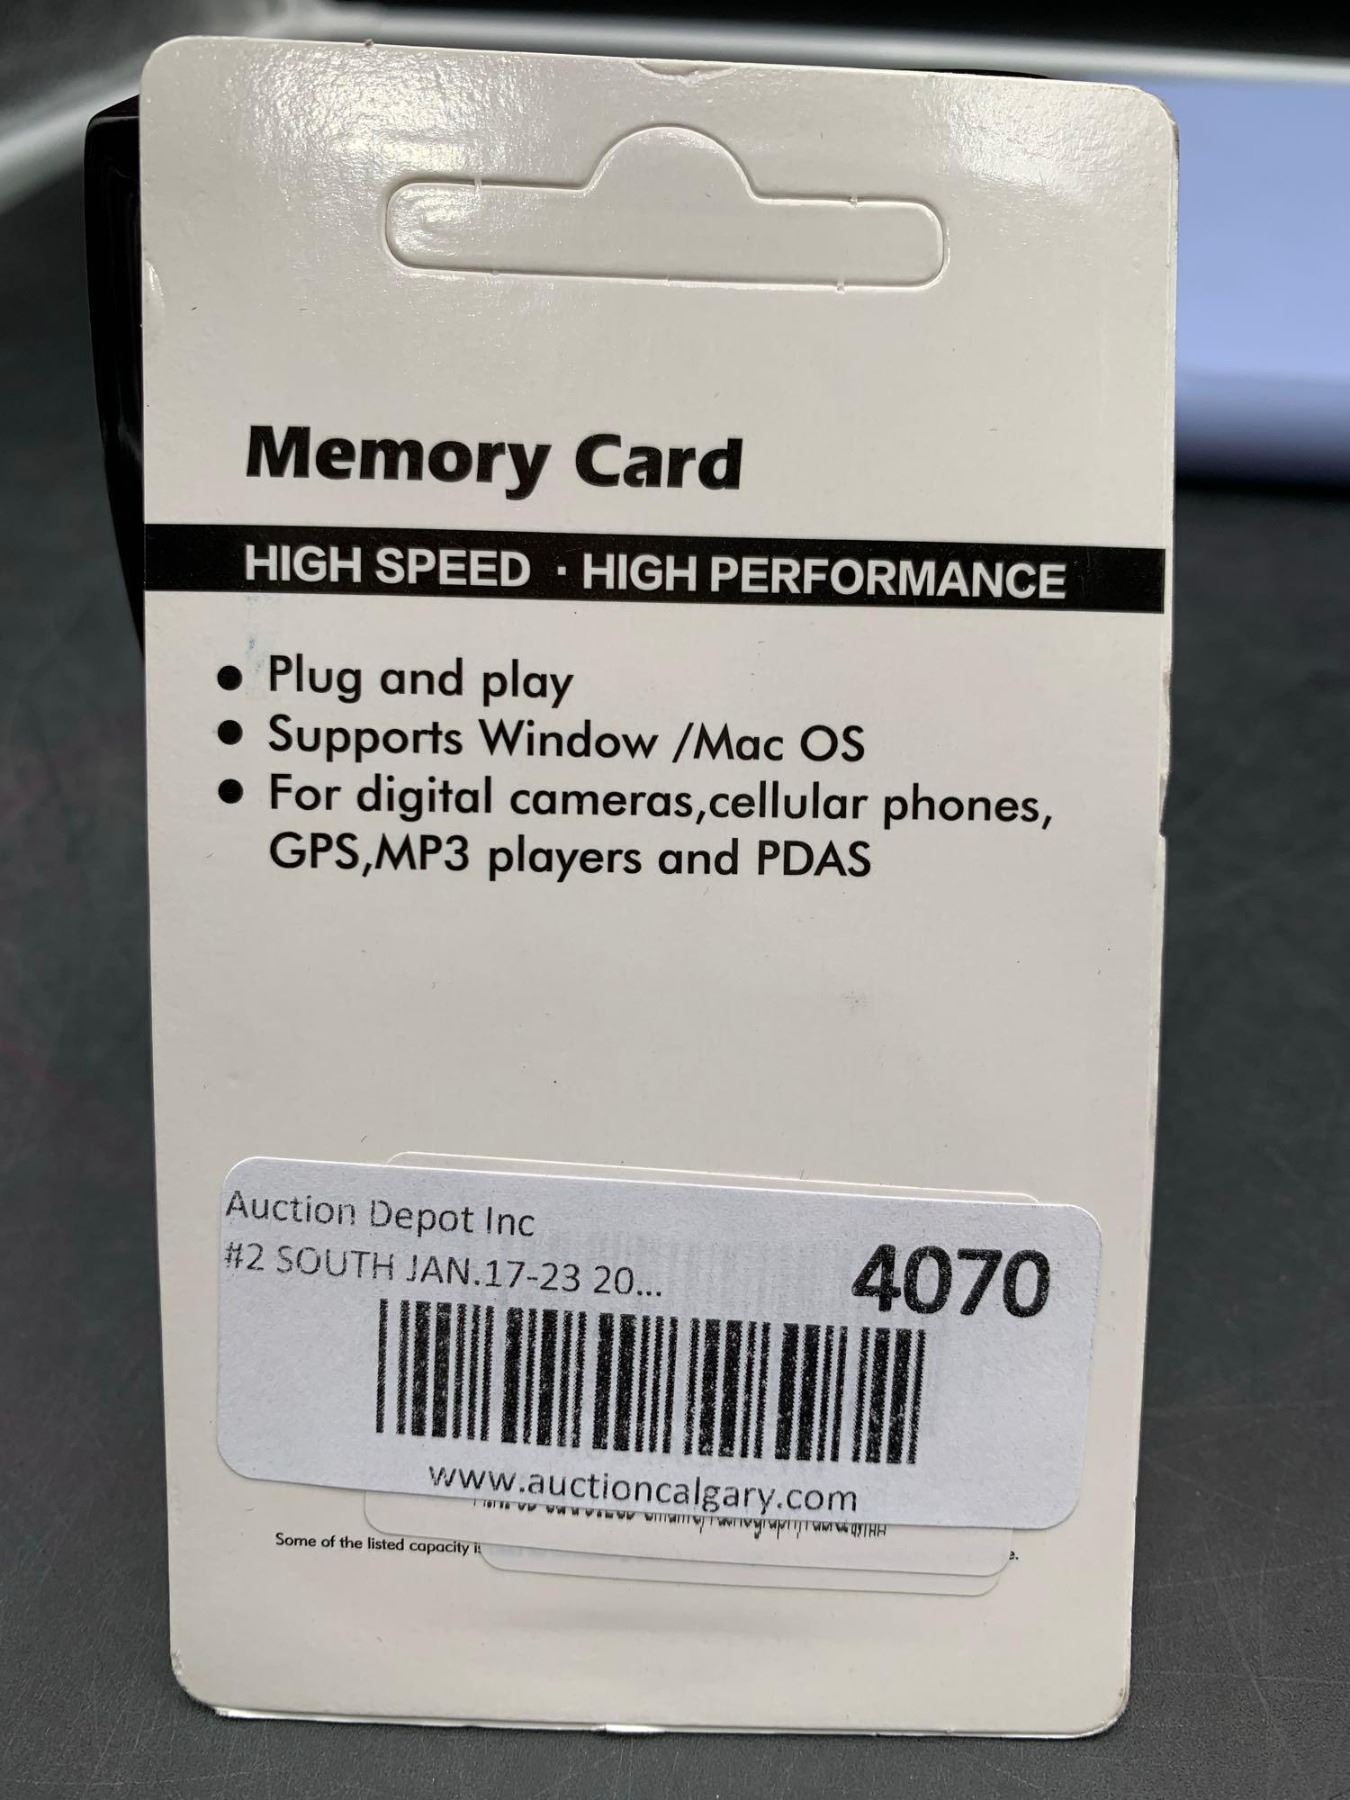 Memory Card
HIGH SPEED · HIGH PERFORMANCE
● Plug and play
● Supports Window /Mac OS
● For digital cameras,cellular phones,
GPS,MP3 players and PDAS
Auction Depot Inc
#2 SOUTH JAN.17-23 20...
4070
www.auctioncalgary.com
Some of the listed capacity